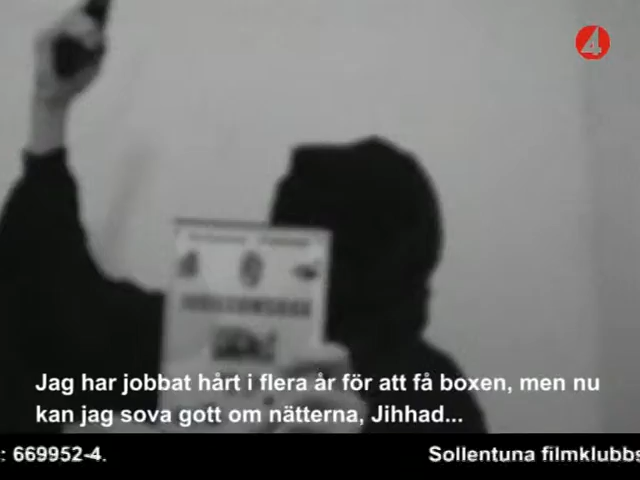 4
Jag har jobbat hårt i flera år för att få boxen, men nu
kan jag sova gott om nätterna, Jihhad...
: 669952-4. Sollentuna filmklubbs